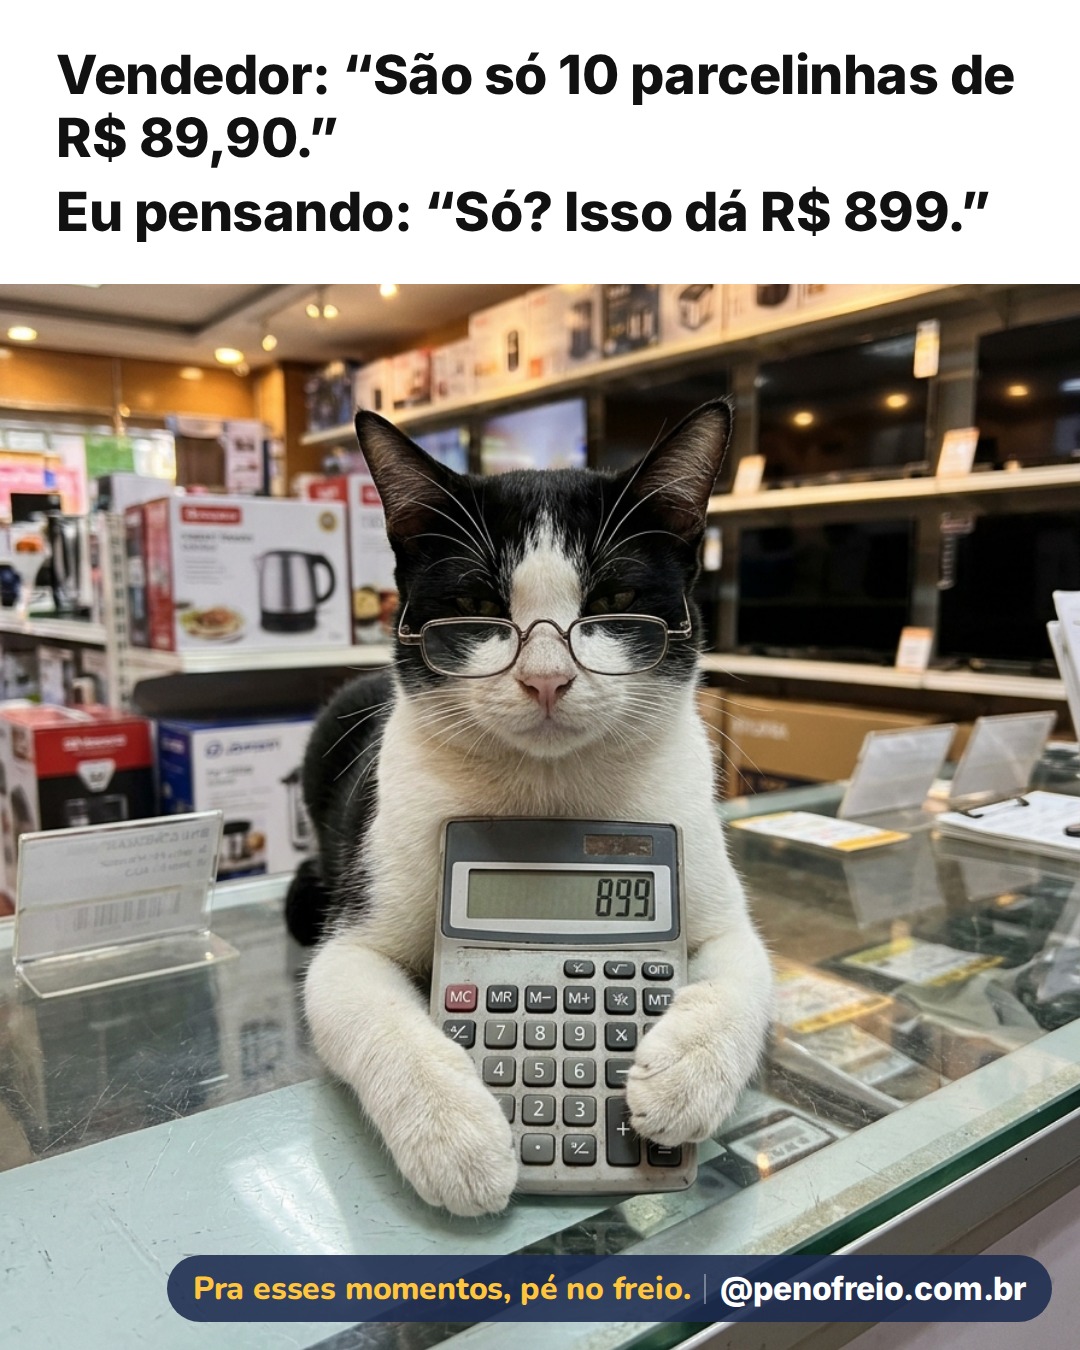 Vendedor: “São só 10 parcelinhas de
R$ 89,90.”
Eu pensando: “Só? Isso dá R$ 899.”
899
MC MR M− M+ MT
7 8 9 X
4 5 6 −
2 3 +
. =
Pra esses momentos, pé no freio. | @penofreio.com.br